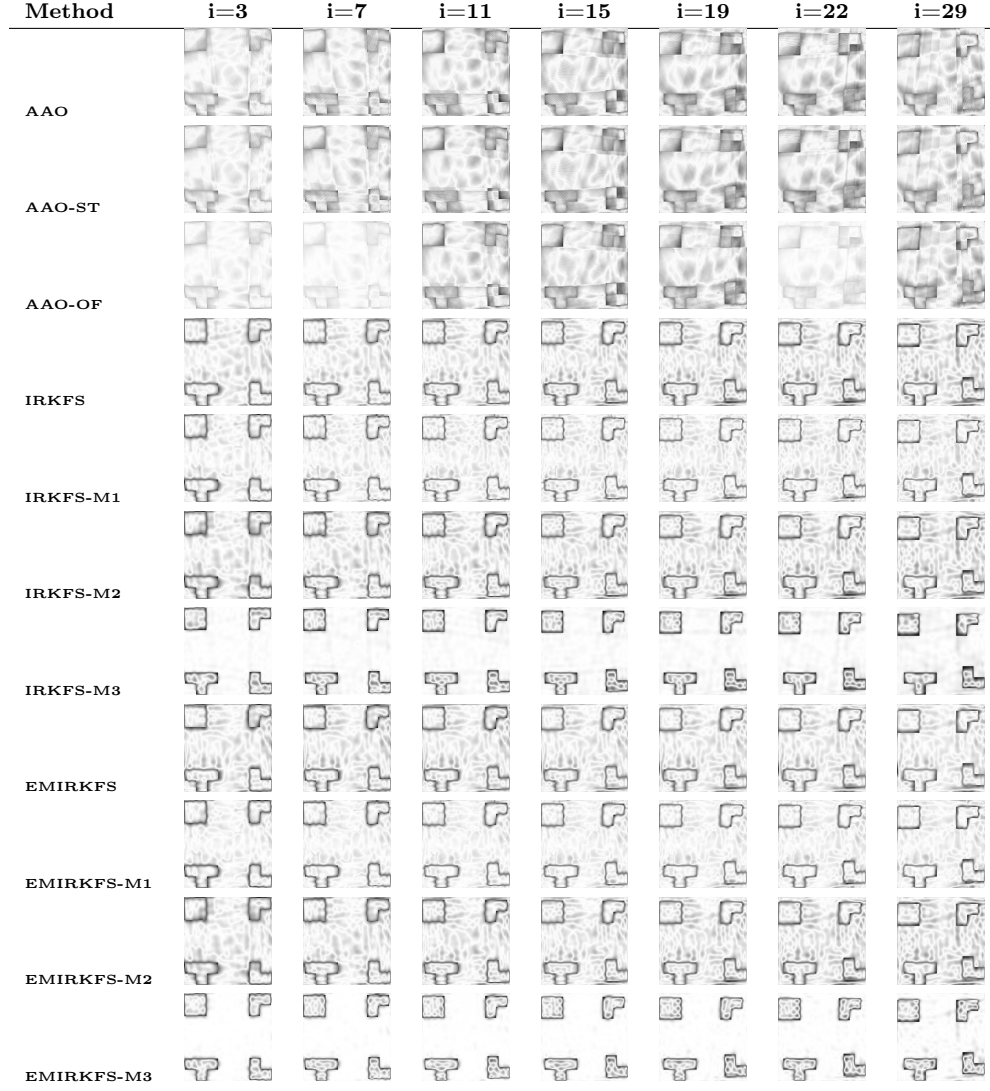 Method i=3 i=7 i=11 i=15 i=19 i=22 i=29
AAO
AAO-ST
AAO-OF
IRKFS
IRKFS-M1
IRKFS-M2
IRKFS-M3
EMIRKFS
EMIRKFS-M1
EMIRKFS-M2
EMIRKFS-M3